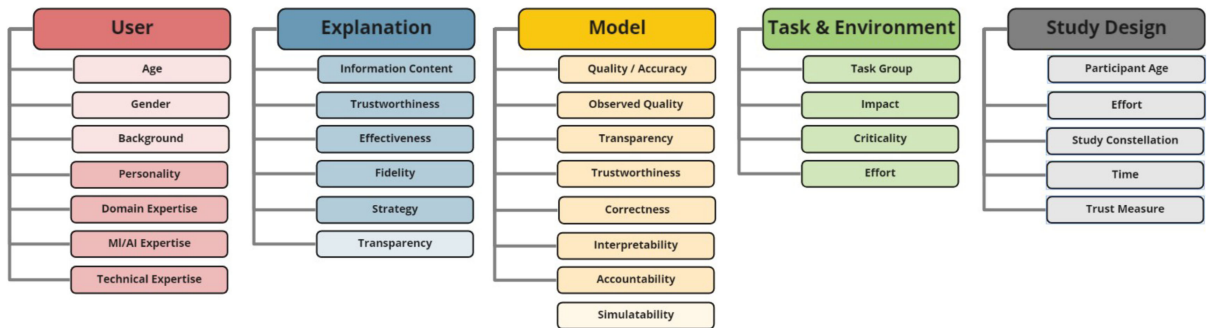 User
Age
Gender
Background
Personality
Domain Expertise
Ml/AI Expertise
Technical Expertise
Explanation
Information Content
Trustworthiness
Effectiveness
Fidelity
Strategy
Transparency
Model
Quality / Accuracy
Observed Quality
Transparency
Trustworthiness
Correctness
Interpretability
Accountability
Simulatability
Task & Environment
Task Group
Impact
Criticality
Effort
Study Design
Participant Age
Effort
Study Constellation
Time
Trust Measure